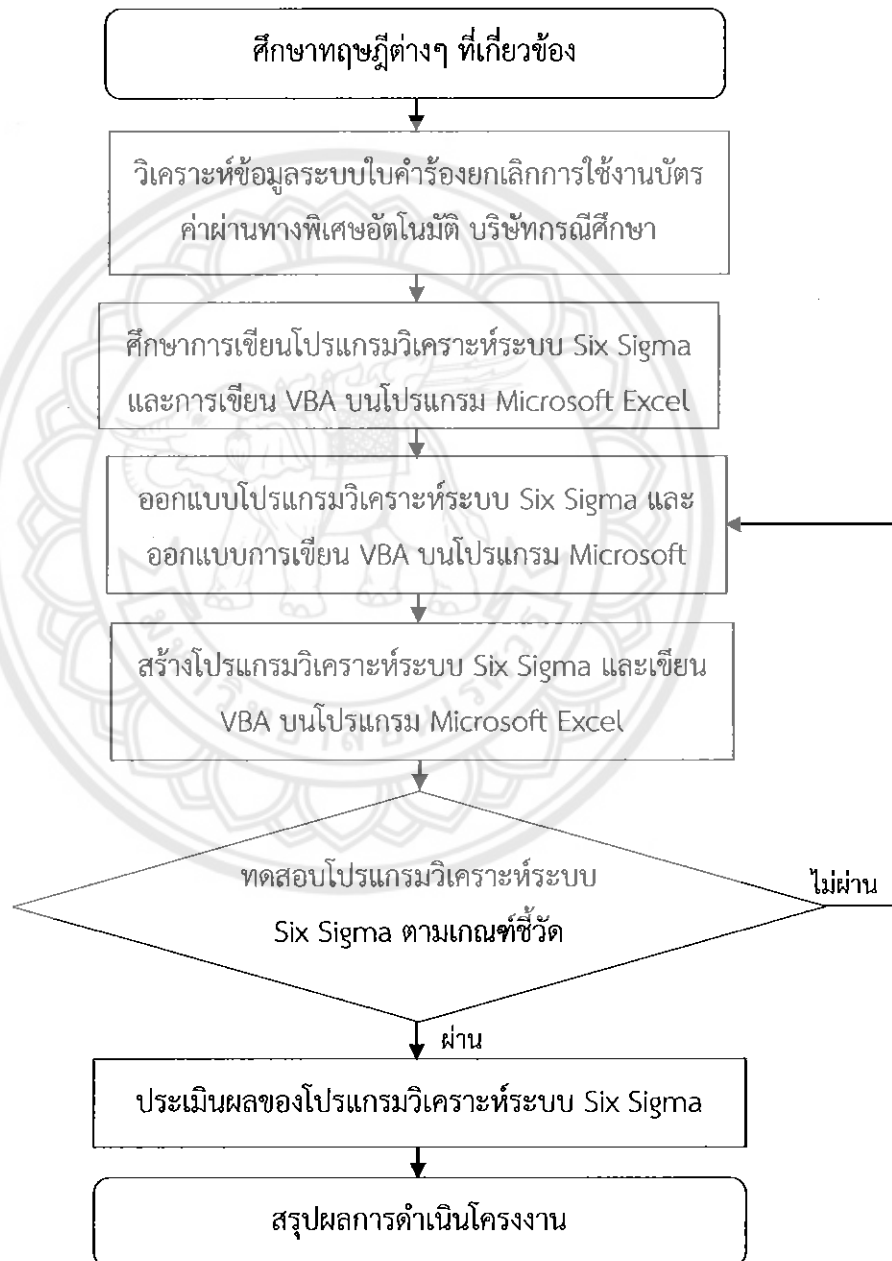 ศึกษาทฤษฎีต่างๆ ที่เกี่ยวข้อง
วิเคราะห์ข้อมูลระบบใบคำร้องยกเลิกการใช้งานบัตร
ค่าผ่านทางพิเศษอัตโนมัติ บริษัทกรณีศึกษา
ศึกษาการเขียนโปรแกรมวิเคราะห์ระบบ Six Sigma
และการเขียน VBA บนโปรแกรม Microsoft Excel
ออกแบบโปรแกรมวิเคราะห์ระบบ Six Sigma และ
ออกแบบการเขียน VBA บนโปรแกรม Microsoft
สร้างโปรแกรมวิเคราะห์ระบบ Six Sigma และเขียน
VBA บนโปรแกรม Microsoft Excel
ทดสอบโปรแกรมวิเคราะห์ระบบ
Six Sigma ตามเกณฑ์ชี้วัด
ไม่ผ่าน
ผ่าน
ประเมินผลของโปรแกรมวิเคราะห์ระบบ Six Sigma
สรุปผลการดำเนินโครงงาน